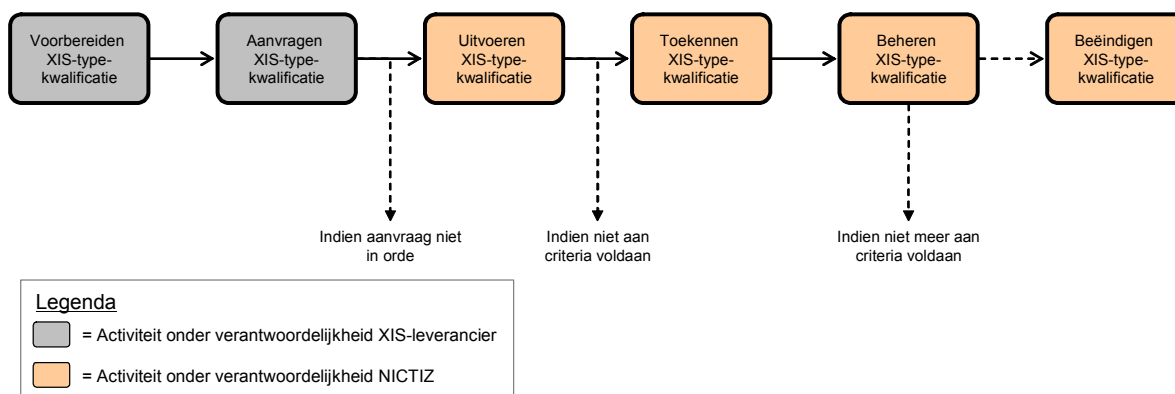 Voorbereiden
XIS-type-
kwalificatie
Aanvragen
XIS-type-
kwalificatie
Uitvoeren
XIS-type-
kwalificatie
Toekennen
XIS-type-
kwalificatie
Beheren
XIS-type-
kwalificatie
Beëindigen
XIS-type-
kwalificatie
Indien aanvraag niet
in orde
Indien niet aan
criteria voldaan
Indien niet meer aan
criteria voldaan
Legenda
= Activiteit onder verantwoordelijkheid XIS-leverancier
= Activiteit onder verantwoordelijkheid NICTIZ